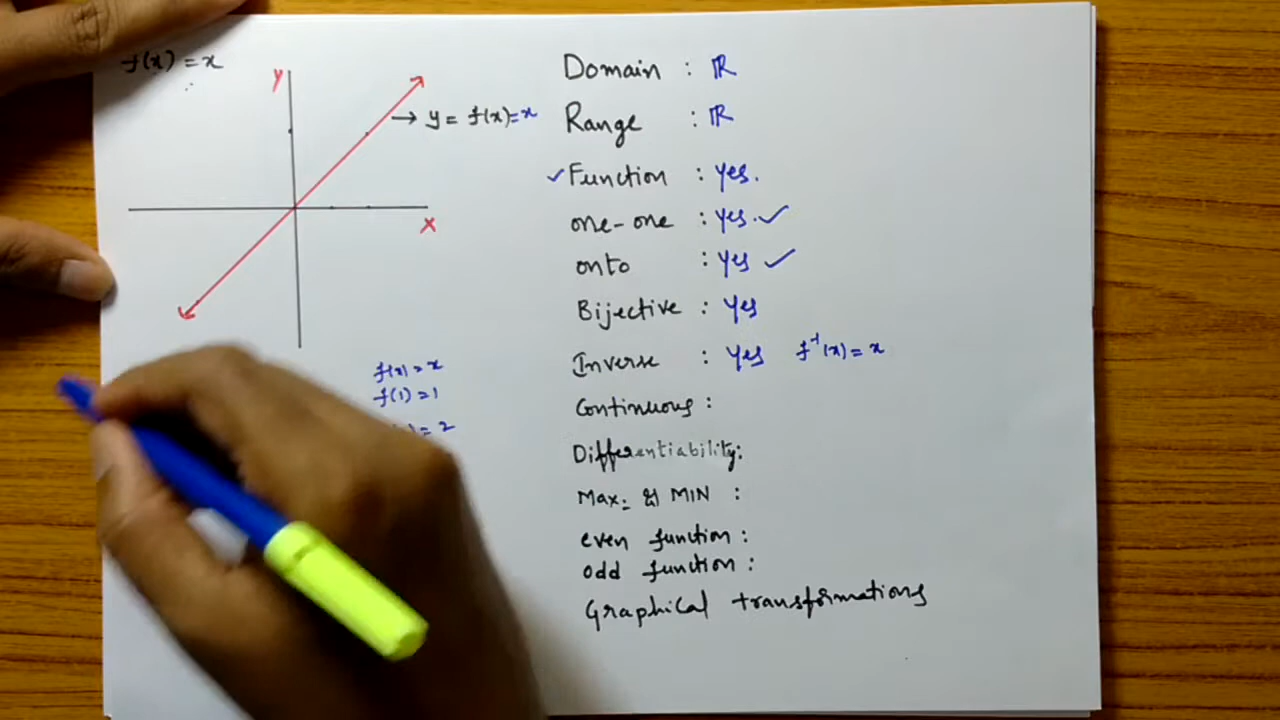 f(x) = x
y
→ y = f(x)=x
x
f(x) = x
f(1) = 1
= 2
Domain : ℝ
Range : ℝ
✓Function : yes.
one-one : yes. ✓
onto : yes ✓
Bijective : yes
Inverse : yes f⁻¹(x) = x
Continuous :
Differentiability:
Max. & MIN :
even function :
odd function :
Graphical transformations